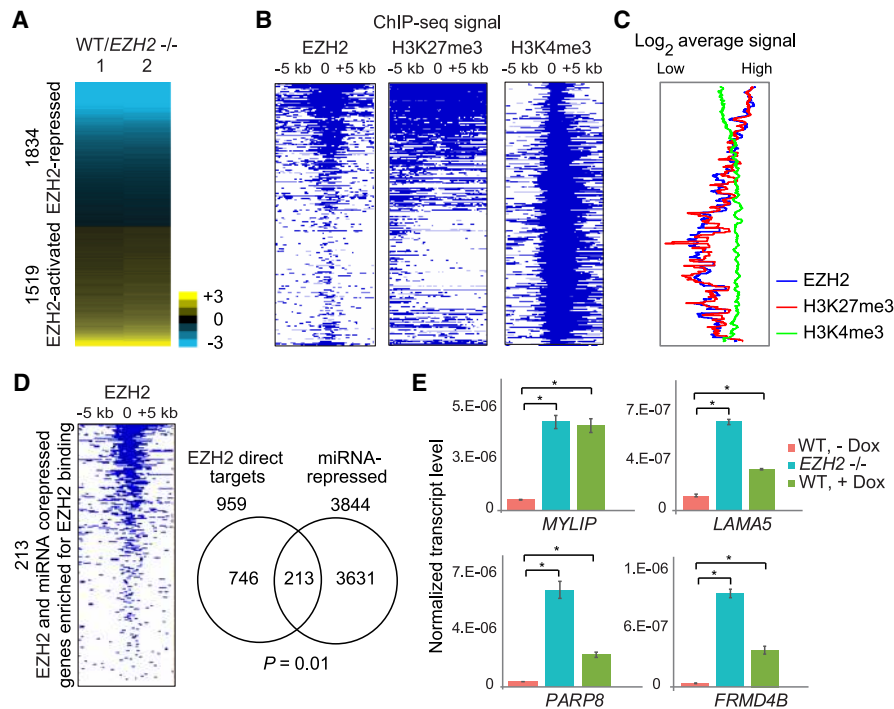 A
WT/EZH2 -/-
1 2
1834
EZH2-repressed
1519
EZH2-activated
+3
0
-3
B
ChIP-seq signal
EZH2 H3K27me3 H3K4me3
-5 kb 0 +5 kb -5 kb 0 +5 kb -5 kb 0 +5 kb
C
Log2 average signal
Low High
EZH2
H3K27me3
H3K4me3
D
EZH2
-5 kb 0 +5 kb
213
EZH2 and miRNA corepressed
genes enriched for EZH2 binding
EZH2 direct
targets
959
miRNA-
repressed
3844
746 213 3631
P = 0.01
E
Normalized transcript level
5.E-06
3.E-06
0
*
*
MYLIP
7.E-07
4.E-07
0
*
*
LAMA5
WT, - Dox
EZH2 -/-
WT, + Dox
7.E-06
4.E-06
0
*
*
PARP8
1.E-06
6.E-07
0
*
*
FRMD4B